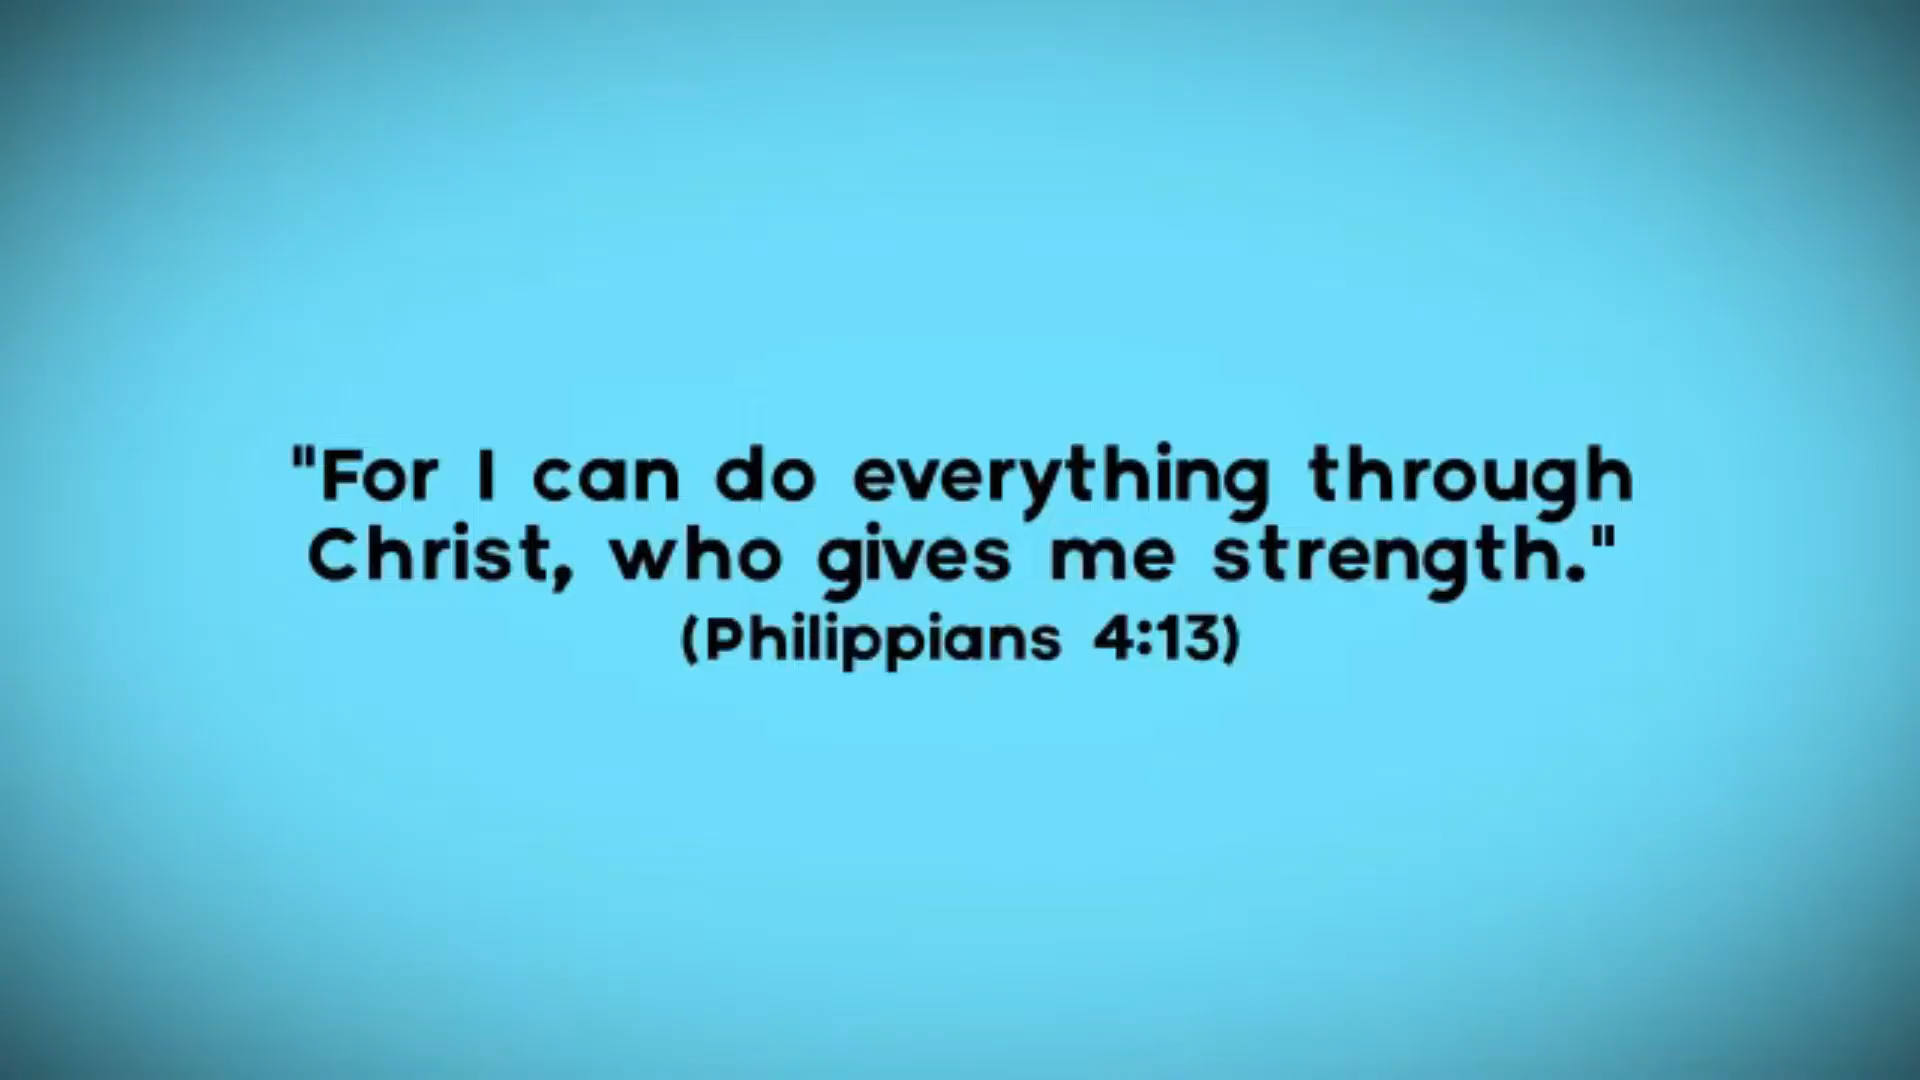 "For I can do everything through
Christ, who gives me strength."
(Philippians 4:13)